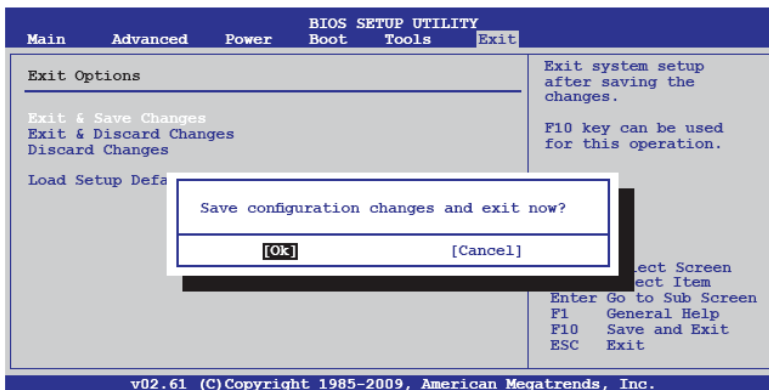 BIOS SETUP UTILITY
Main Advanced Power Boot Tools Exit
Exit Options
Exit & Save Changes
Exit & Discard Changes
Discard Changes
Load Setup Defa
Save configuration changes and exit now?
[Ok] [Cancel]
Exit system setup
after saving the
changes.
F10 key can be used
for this operation.
Screen
Item
Enter Go to Sub Screen
F1 General Help
F10 Save and Exit
ESC Exit
v02.61 (C)Copyright 1985-2009, American Megatrends, Inc.